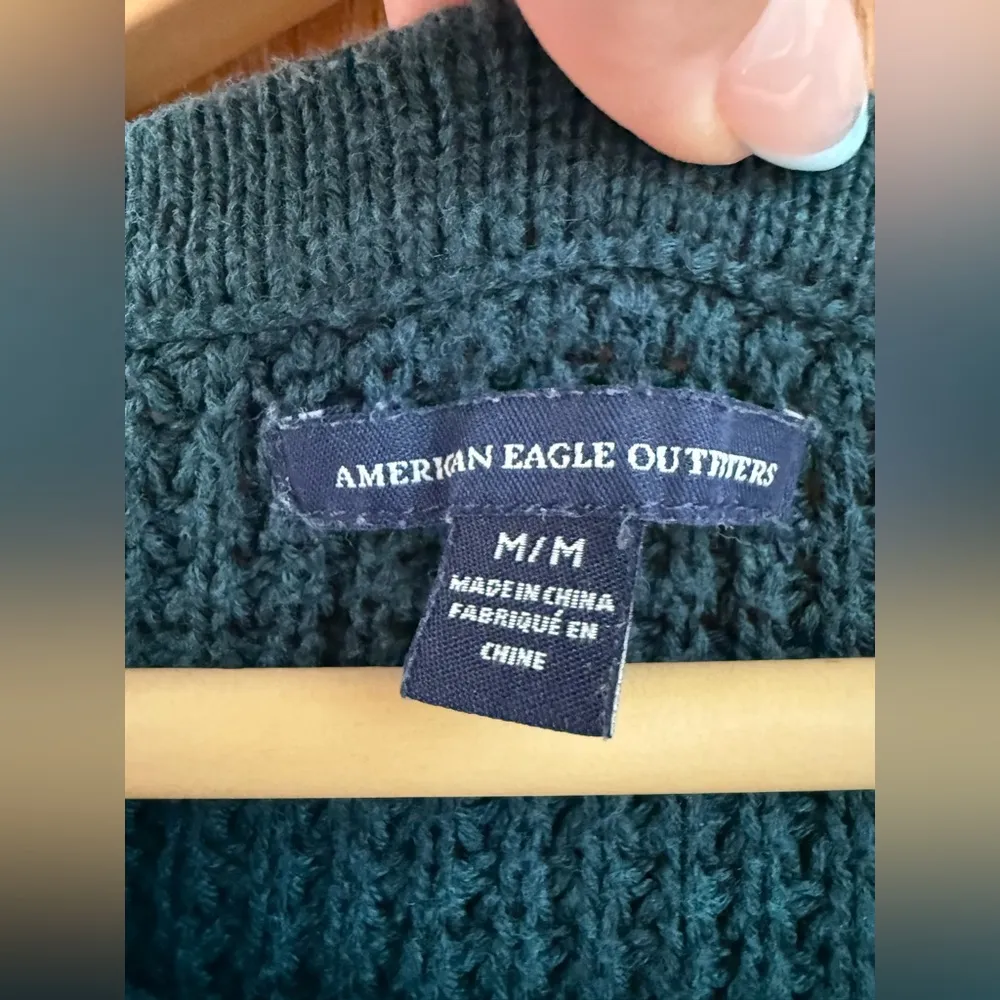 AMERICAN EAGLE OUTFITTERS
M/M
MADE IN CHINA
FABRIQUÉ EN
CHINE